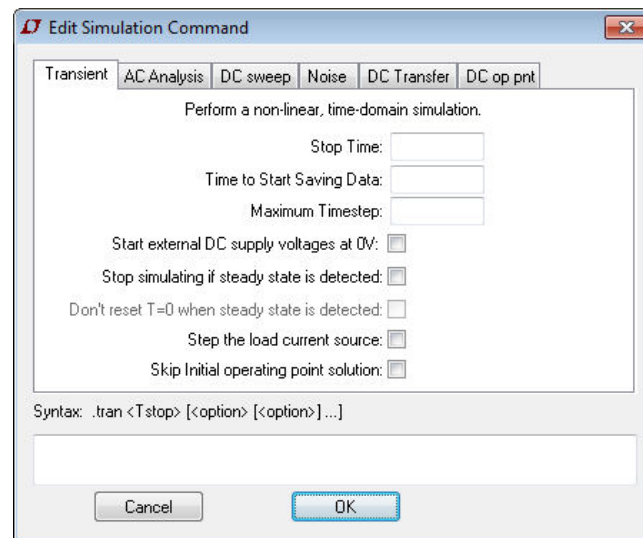 Edit Simulation Command
Transient AC Analysis DC sweep Noise DC Transfer DC op pnt
Perform a non-linear, time-domain simulation.
Stop Time:
Time to Start Saving Data:
Maximum Timestep:
Start external DC supply voltages at 0V:
Stop simulating if steady state is detected:
Don't reset T=0 when steady state is detected:
Step the load current source:
Skip Initial operating point solution:
Syntax: .tran <Tstop> [<option> [<option>] ...]
Cancel OK